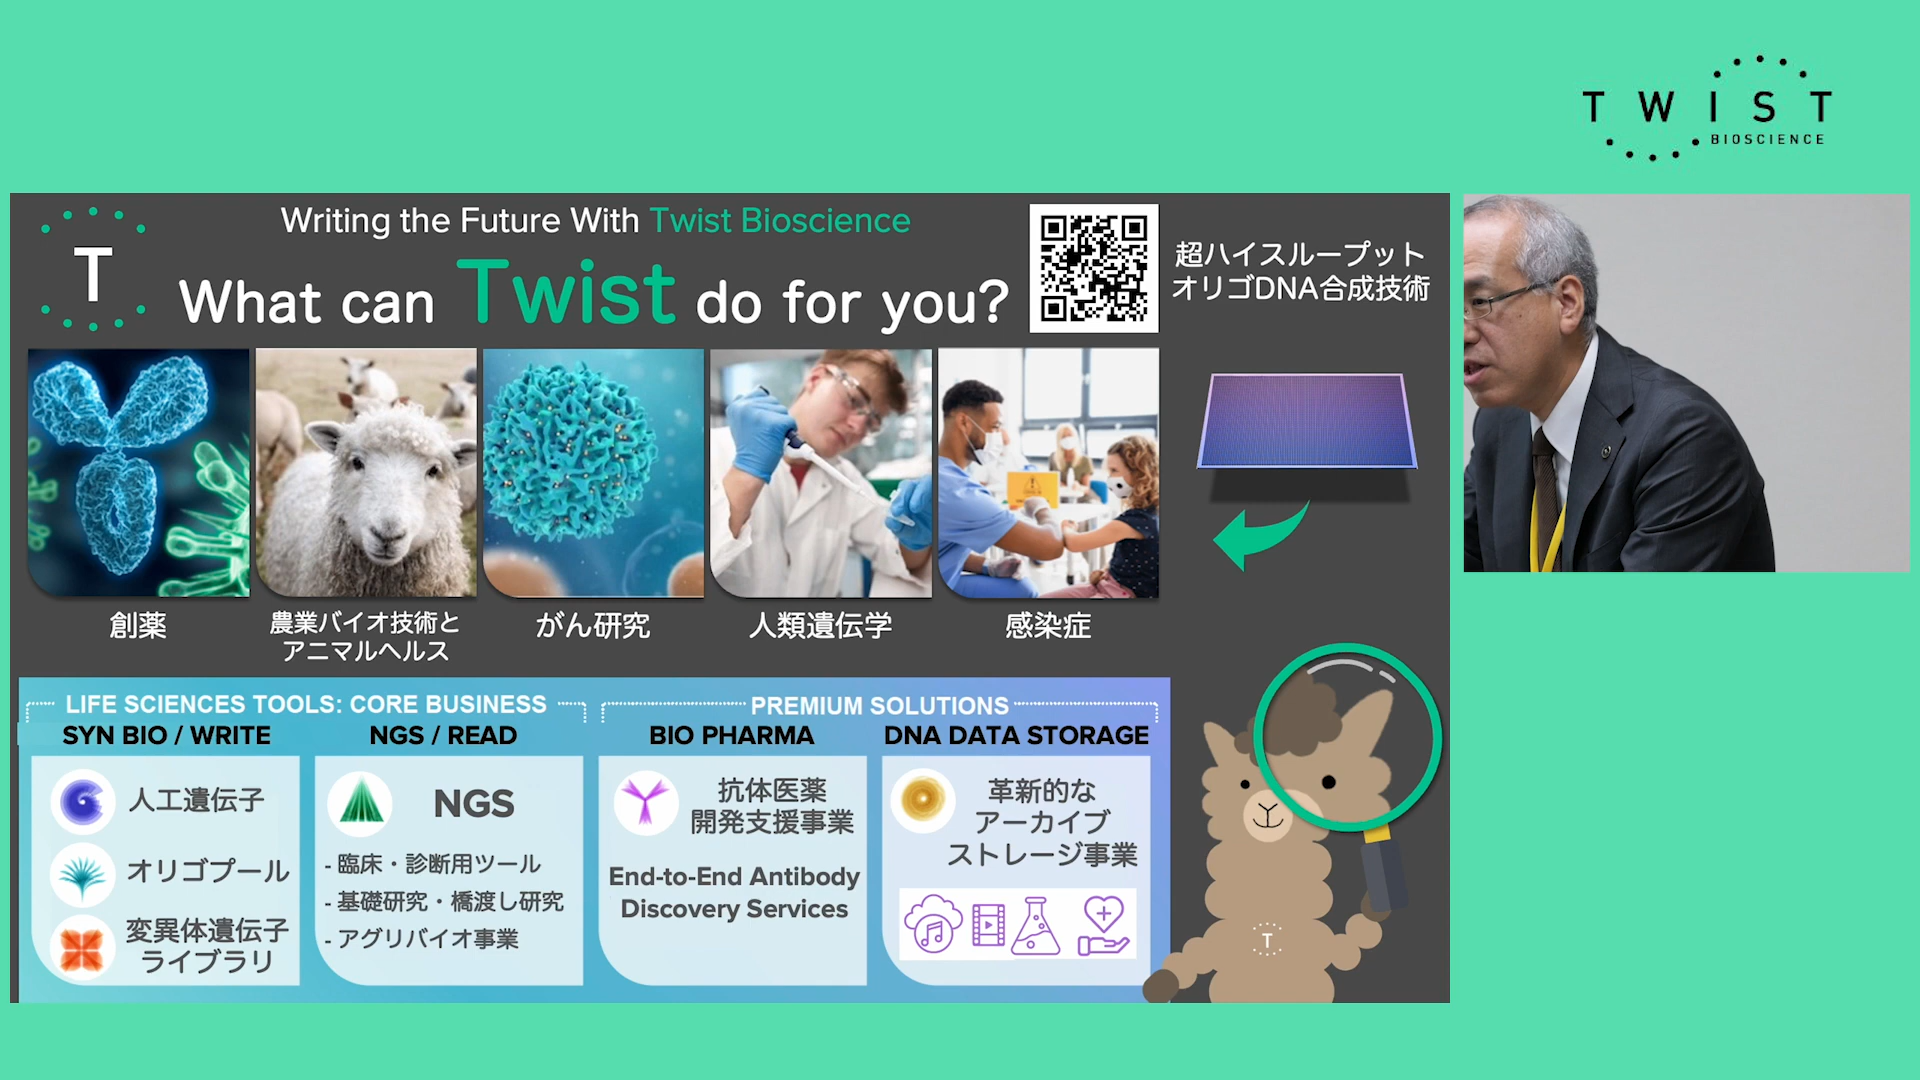 TWIST
BIOSCIENCE
T
Writing the Future With Twist Bioscience
What can Twist do for you?
超ハイスループット
オリゴDNA合成技術
創薬
農業バイオ技術と
アニマルヘルス
がん研究
人類遺伝学
感染症
LIFE SCIENCES TOOLS: CORE BUSINESS
PREMIUM SOLUTIONS
SYN BIO / WRITE
人工遺伝子
オリゴプール
変異体遺伝子
ライブラリ
NGS / READ
NGS
- 臨床・診断用ツール
- 基礎研究・橋渡し研究
- アグリバイオ事業
BIO PHARMA
抗体医薬
開発支援事業
End-to-End Antibody
Discovery Services
DNA DATA STORAGE
革新的な
アーカイブ
ストレージ事業
T